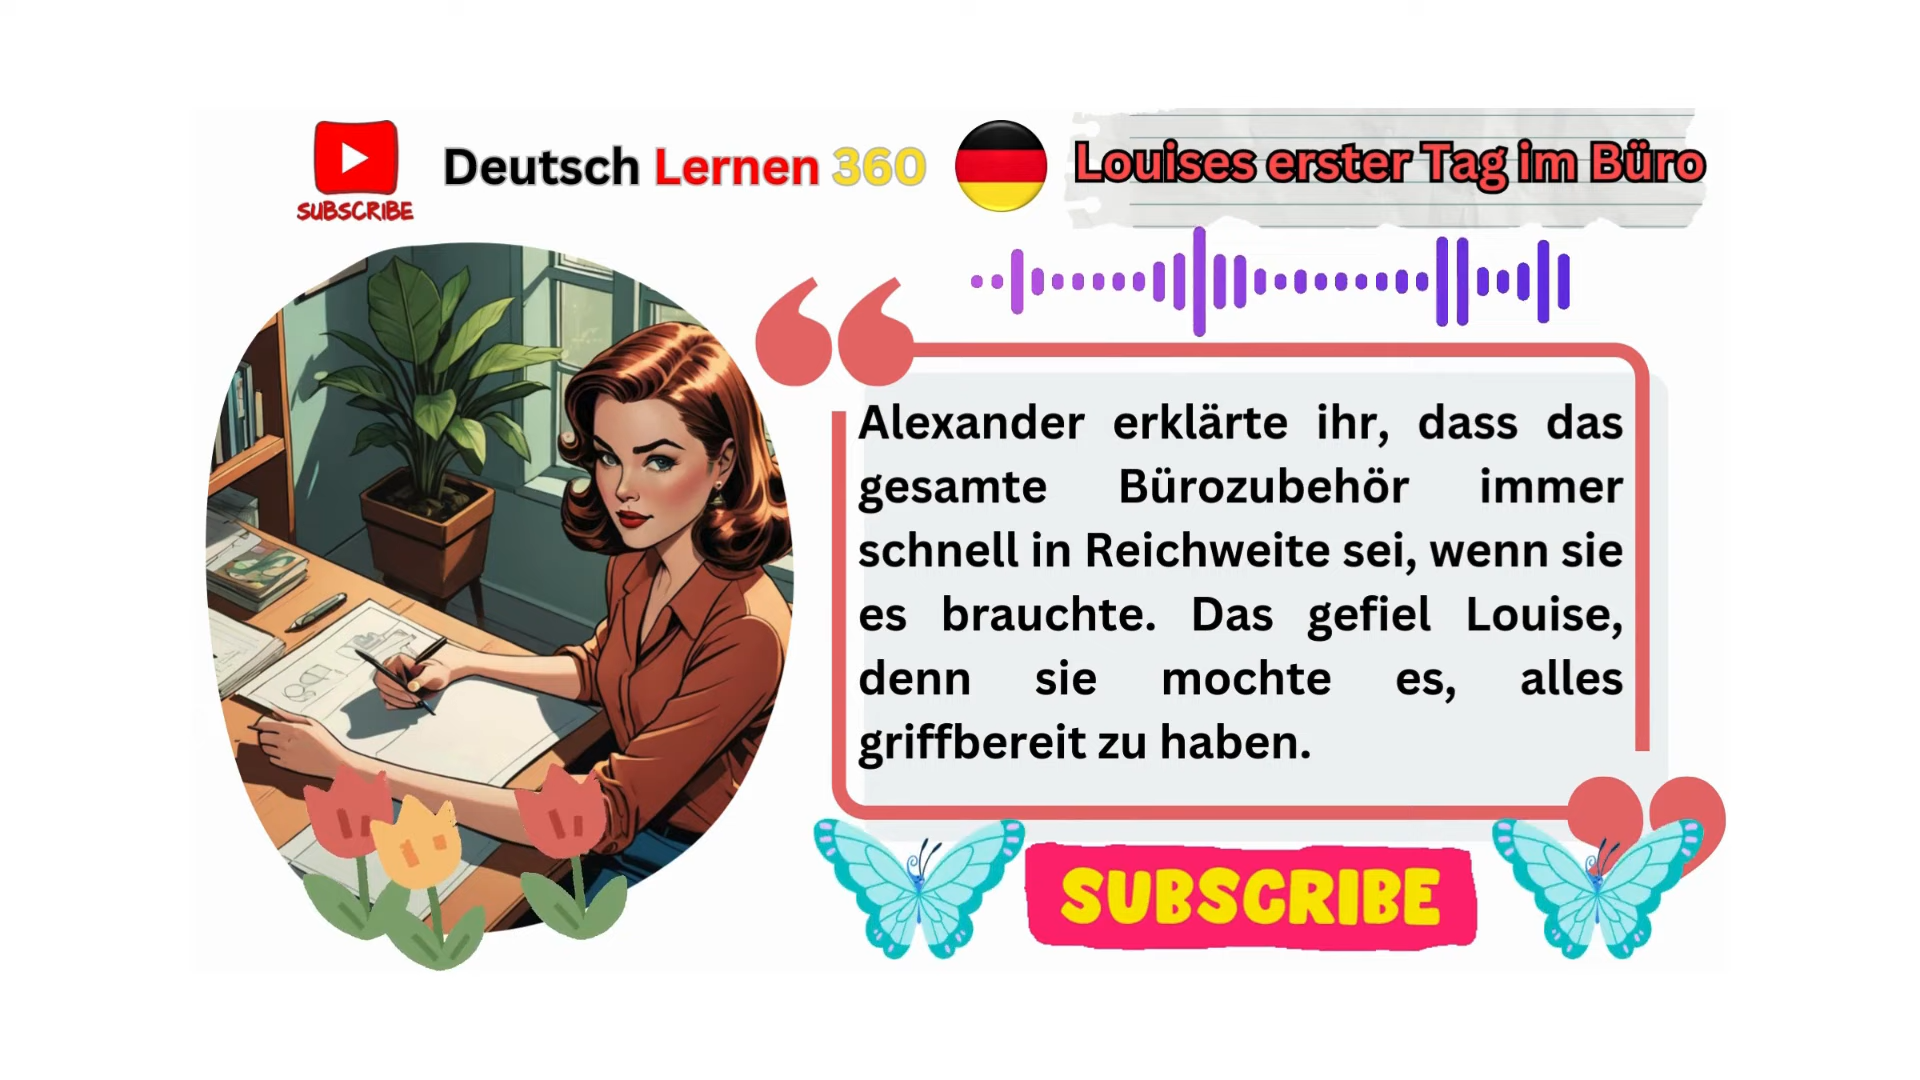 Deutsch Lernen 360
Louises erster Tag im Büro
SUBSCRIBE
Alexander erklärte ihr, dass das
gesamte Bürozubehör immer
schnell in Reichweite sei, wenn sie
es brauchte. Das gefiel Louise,
denn sie mochte es, alles
griffbereit zu haben.
SUBSCRIBE